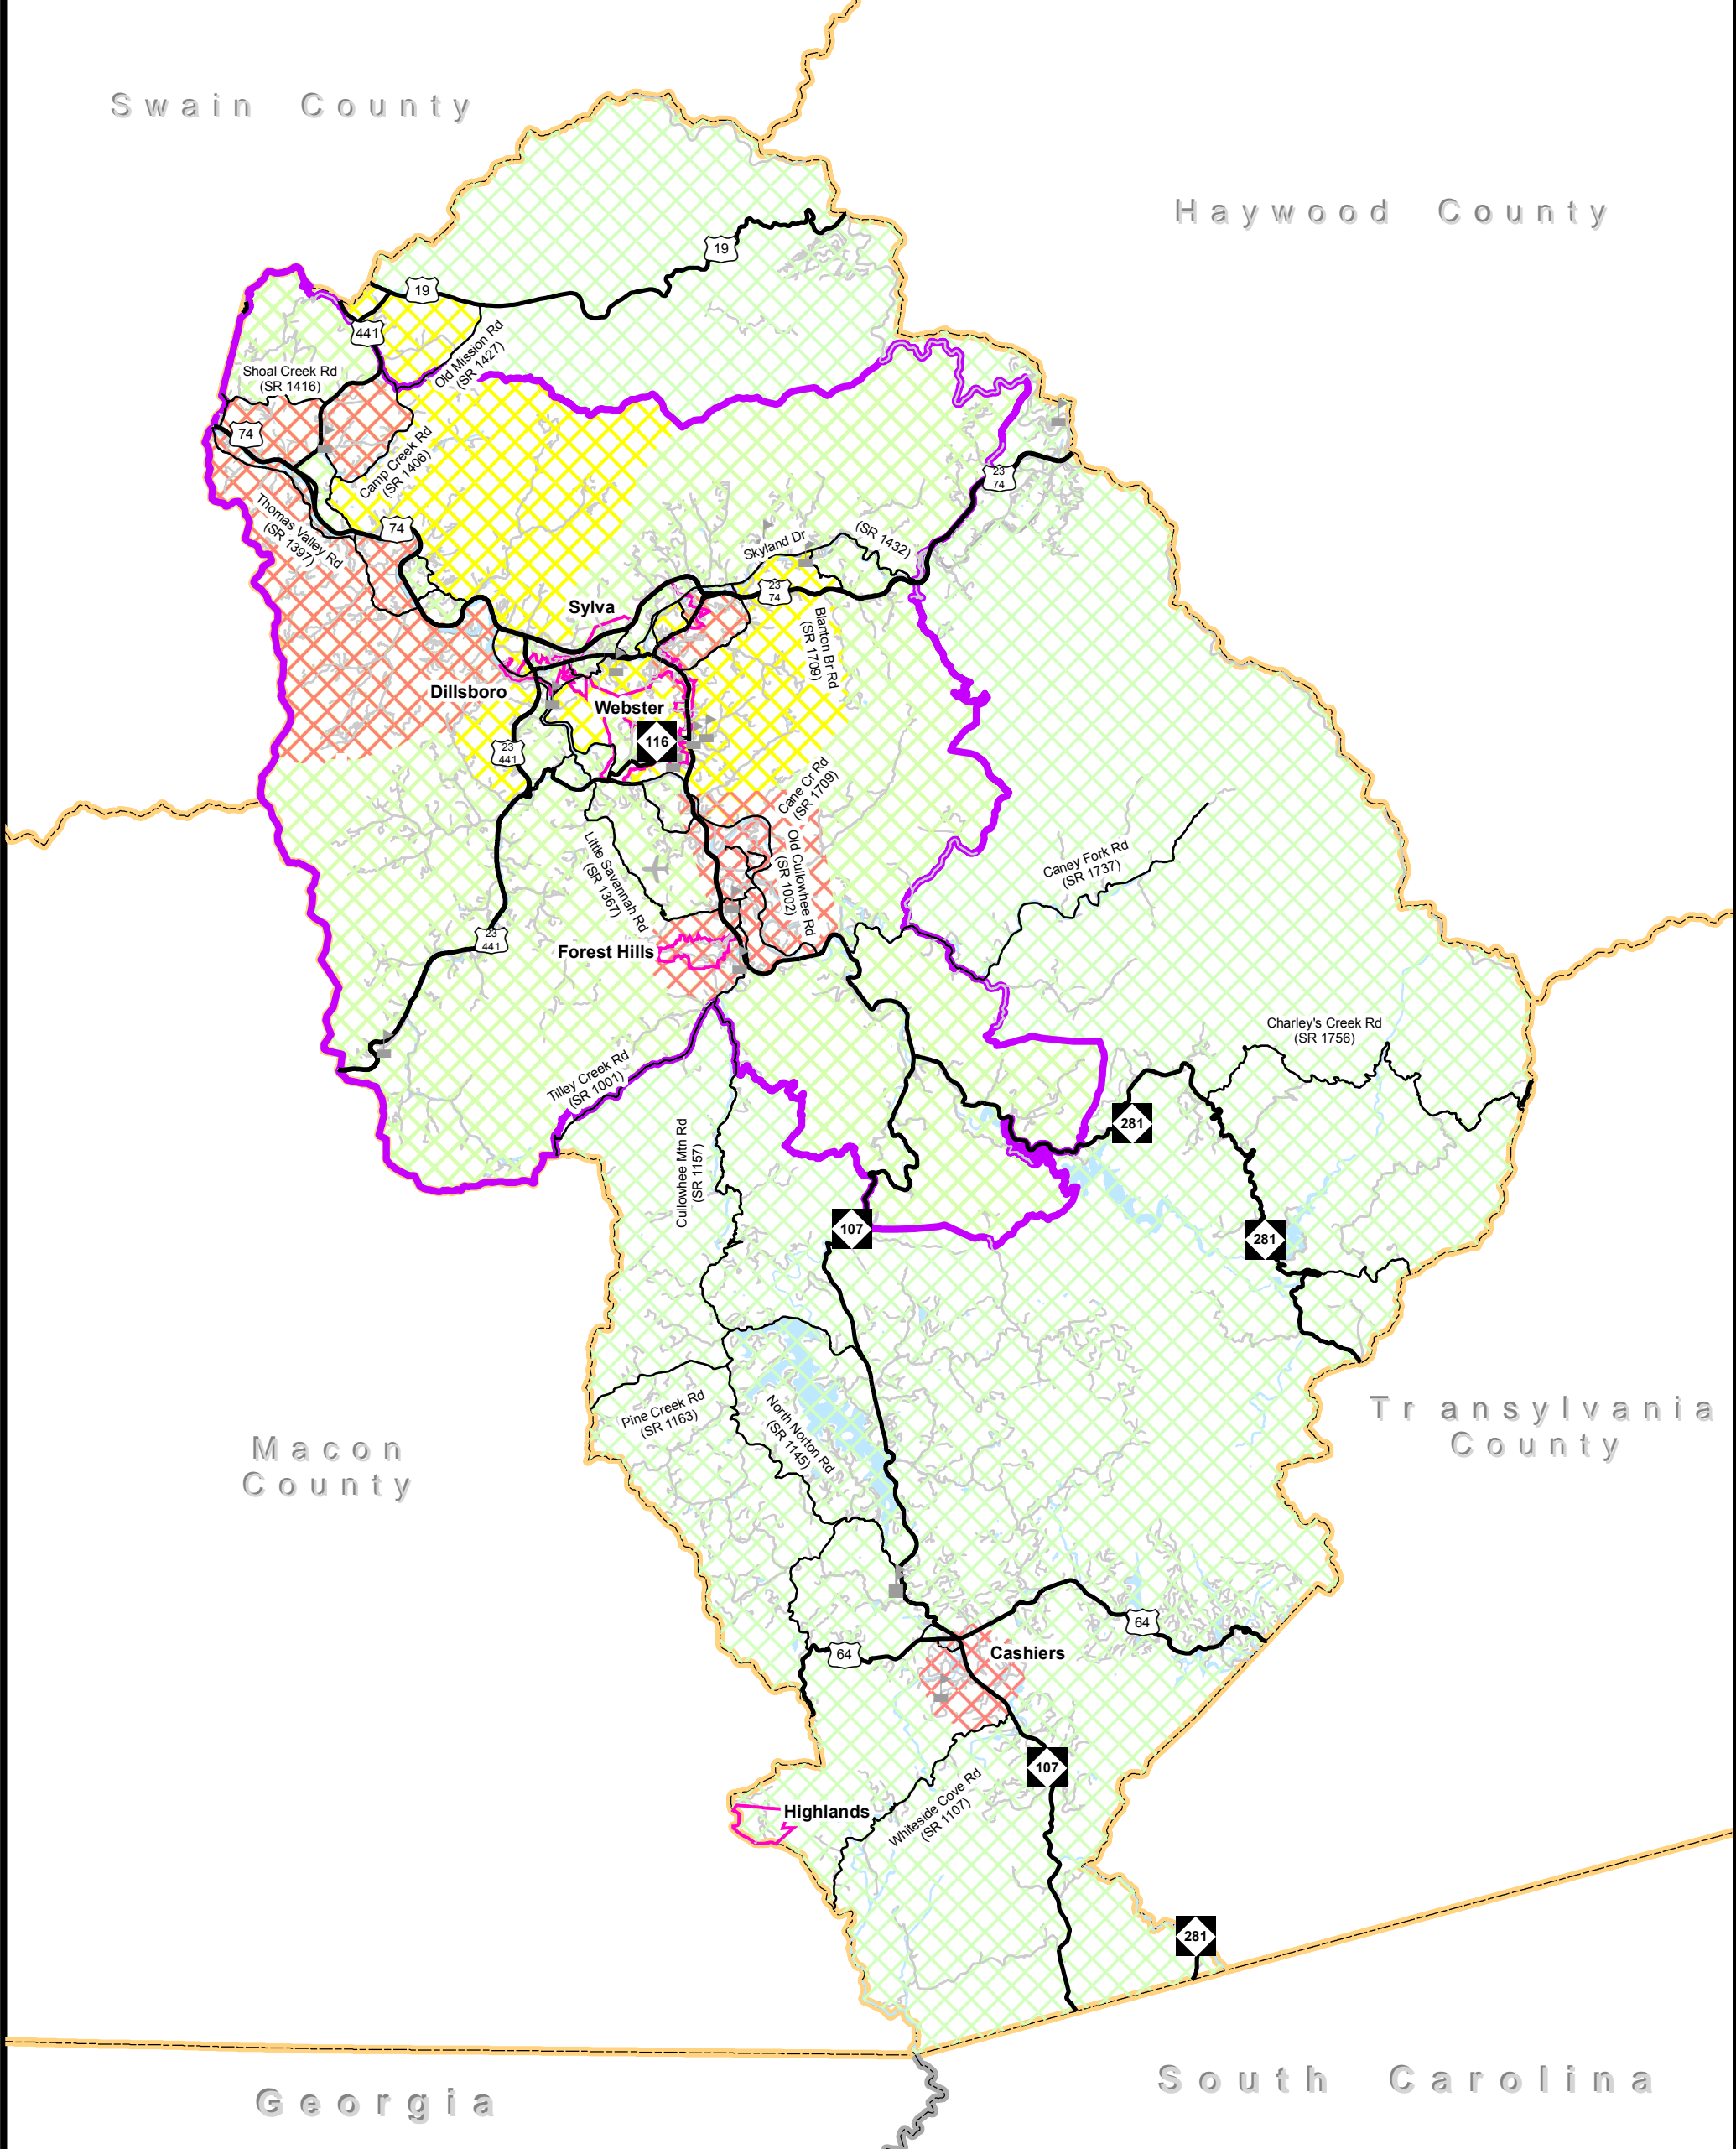 Swain County
Haywood County
19
19
441
Old Mission Rd
(SR 1427)
Shoal Creek Rd
(SR 1416)
74
Camp Creek Rd
(SR 1406)
23
74
Thomas Valley Rd
(SR 1397)
74
Skyland Dr
(SR 1432)
23
74
Sylva
Blanton Br Rd
(SR 1709)
Dillsboro
Webster
116
23
441
Cane Cr Rd
(SR 1709)
Little Savannah Rd
(SR 1367)
Old Cullowhee Rd
(SR 1002)
Caney Fork Rd
(SR 1737)
23
441
Forest Hills
Charley's Creek Rd
(SR 1756)
Tilley Creek Rd
(SR 1001)
281
Cullowhee Mtn Rd
(SR 1157)
107
281
Pine Creek Rd
(SR 1163)
North Norton Rd
(SR 1145)
Transylvania
County
Macon
County
64
64
Cashiers
107
Highlands
Whiteside Cove Rd
(SR 1107)
281
South Carolina
Georgia